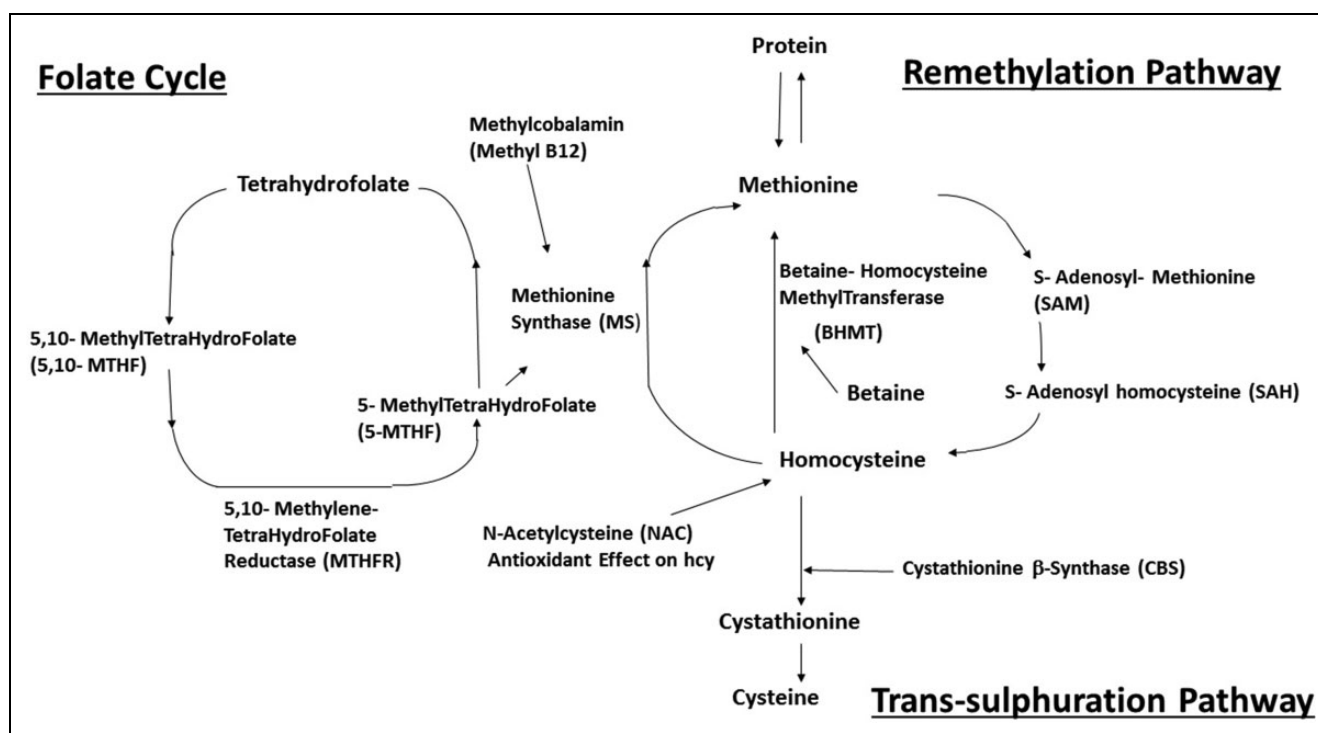 Folate Cycle
Protein
Remethylation Pathway
Methylcobalamin
(Methyl B12)
Tetrahydrofolate
Methionine
Betaine- Homocysteine
MethylTransferase
(BHMT)
S- Adenosyl- Methionine
(SAM)
Methionine
Synthase (MS)
5,10- MethylTetraHydroFolate
(5,10- MTHF)
5- MethylTetraHydroFolate
(5-MTHF)
Betaine
S- Adenosyl homocysteine (SAH)
Homocysteine
5,10- Methylene-
TetraHydroFolate
Reductase (MTHFR)
N-Acetylcysteine (NAC)
Antioxidant Effect on hcy
Cystathionine β-Synthase (CBS)
Cystathionine
Cysteine
Trans-sulphuration Pathway